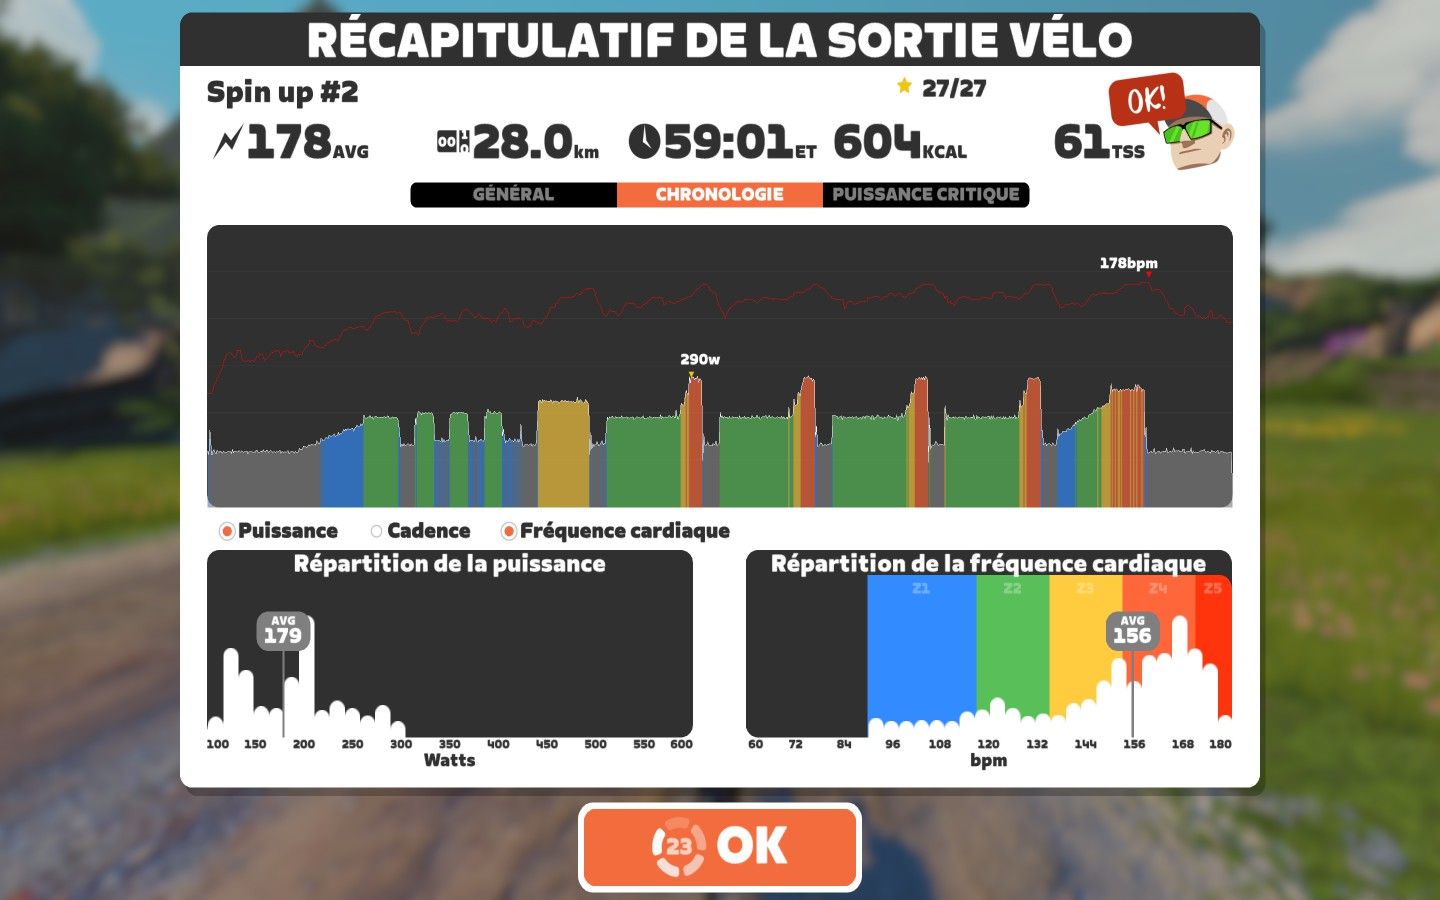 RÉCAPITULATIF DE LA SORTIE VÉLO
Spin up #2
27/27
OK!
178AVG
28.0km
59:01ET
604KCAL
61TSS
GÉNÉRAL
CHRONOLOGIE
PUISSANCE CRITIQUE
178bpm
290w
Puissance
Cadence
Fréquence cardiaque
Répartition de la puissance
AVG
179
100 150 200 250 300 350 400 450 500 550 600
Watts
Répartition de la fréquence cardiaque
Z1 Z2 Z3 Z4 Z5
AVG
156
60 72 84 96 108 120 132 144 156 168 180
bpm
23 OK